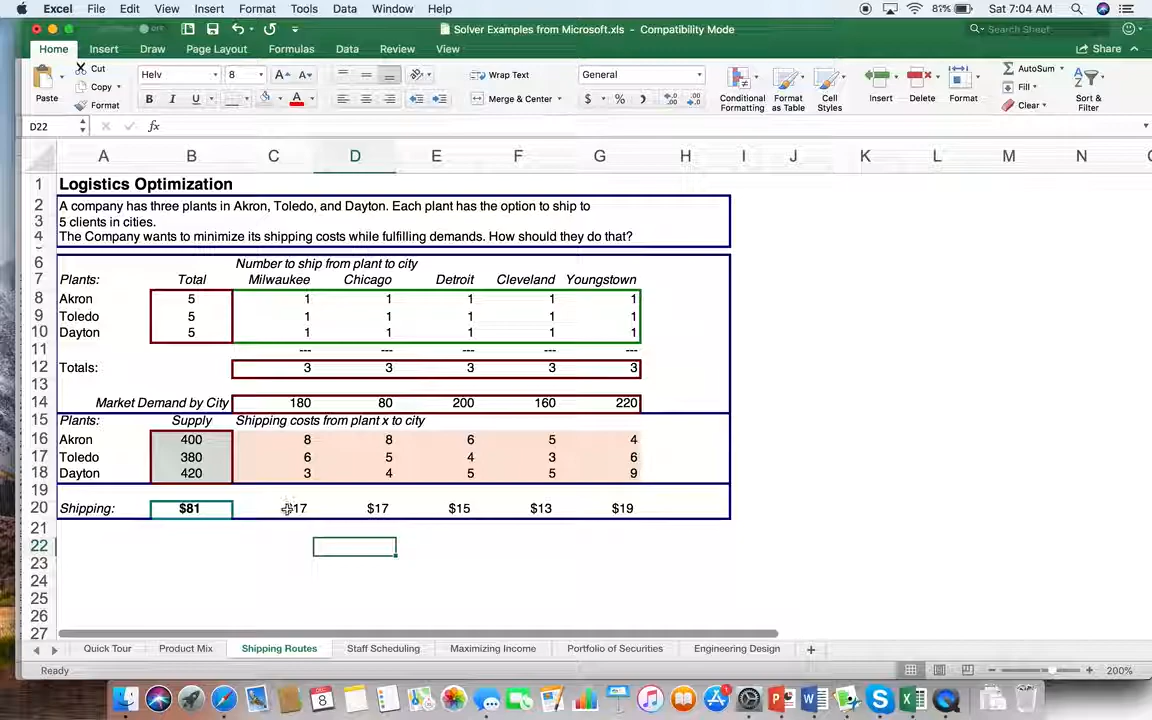 Excel File Edit View Insert Format Tools Data Window Help 81% Sat 7:04 AM
Solver Examples from Microsoft.xls - Compatibility Mode Search Sheet
Home Insert Draw Page Layout Formulas Data Review View Share
Cut Helv 8 Wrap Text General AutoSum
Copy Fill
Paste Format B I U A Merge & Center $ % Conditional Formatting Format as Table Cell Styles Insert Delete Format Clear Sort & Filter
D22 fx
A B C D E F G H I J K L M N
1 Logistics Optimization
2 A company has three plants in Akron, Toledo, and Dayton. Each plant has the option to ship to
3 5 clients in cities.
4 The Company wants to minimize its shipping costs while fulfilling demands. How should they do that?
6 Number to ship from plant to city
7 Plants: Total Milwaukee Chicago Detroit Cleveland Youngstown
8 Akron 5 1 1 1 1 1
9 Toledo 5 1 1 1 1 1
10 Dayton 5 1 1 1 1 1
11 --- --- --- --- ---
12 Totals: 3 3 3 3 3
13
14 Market Demand by City 180 80 200 160 220
15 Plants: Supply Shipping costs from plant x to city
16 Akron 400 8 8 6 5 4
17 Toledo 380 6 5 4 3 6
18 Dayton 420 3 4 5 5 9
19
20 Shipping: $81 17 $17 $15 $13 $19
21
22
23
24
25
26
27
Quick Tour Product Mix Shipping Routes Staff Scheduling Maximizing Income Portfolio of Securities Engineering Design +
Ready 200%